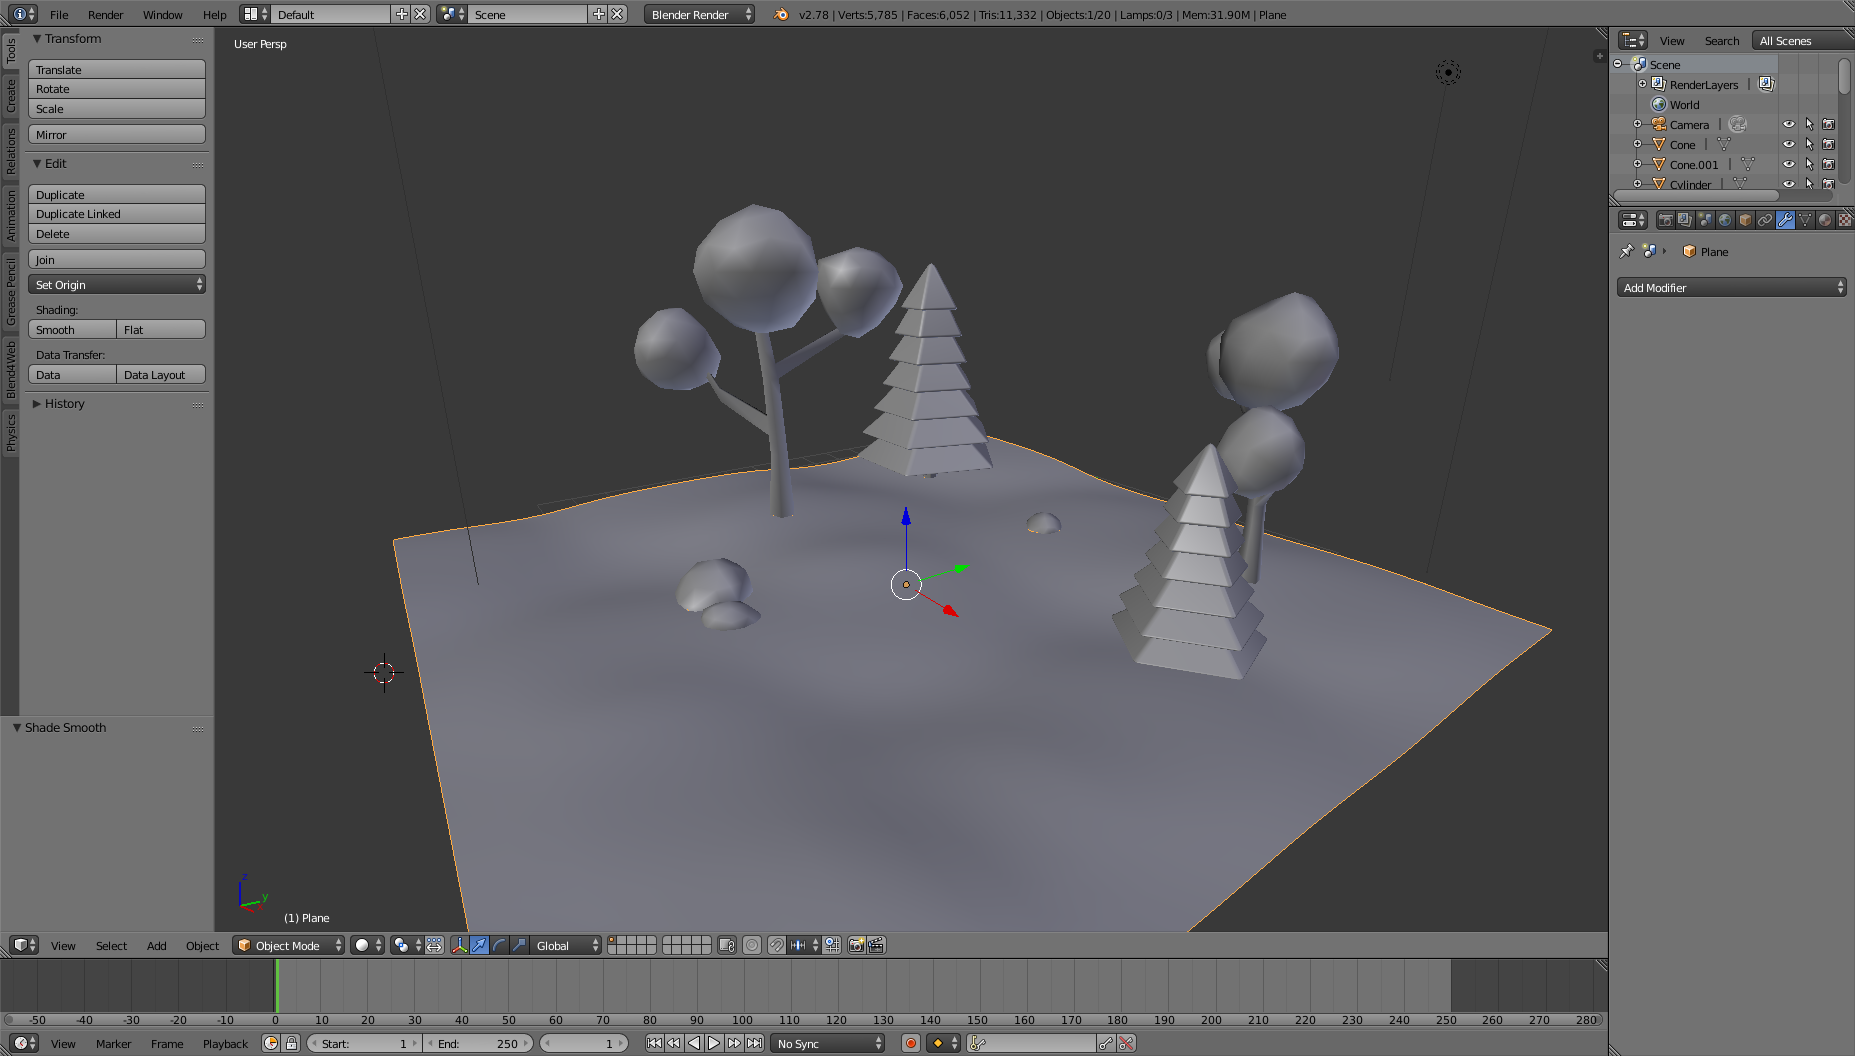 File Render Window Help Default Scene Blender Render v2.78 | Verts:5,785 | Faces:6,052 | Tris:11,332 | Objects:1/20 | Lamps:0/3 | Mem:31.90M | Plane
Tools
Create
Relations
Animation
Grease Pencil
Blend4Web
Physics
Transform
Translate
Rotate
Scale
Mirror
Edit
Duplicate
Duplicate Linked
Delete
Join
Set Origin
Shading:
Smooth Flat
Data Transfer:
Data Data Layout
History
Shade Smooth
User Persp
z
y
(1) Plane
View Search All Scenes
Scene
RenderLayers
World
Camera
Cone
Cone.001
Cylinder
Plane
Add Modifier
View Select Add Object Object Mode Global
-50 -40 -30 -20 -10 0 10 20 30 40 50 60 70 80 90 100 110 120 130 140 150 160 170 180 190 200 210 220 230 240 250 260 270 280
View Marker Frame Playback Start: 1 End: 250 1 No Sync